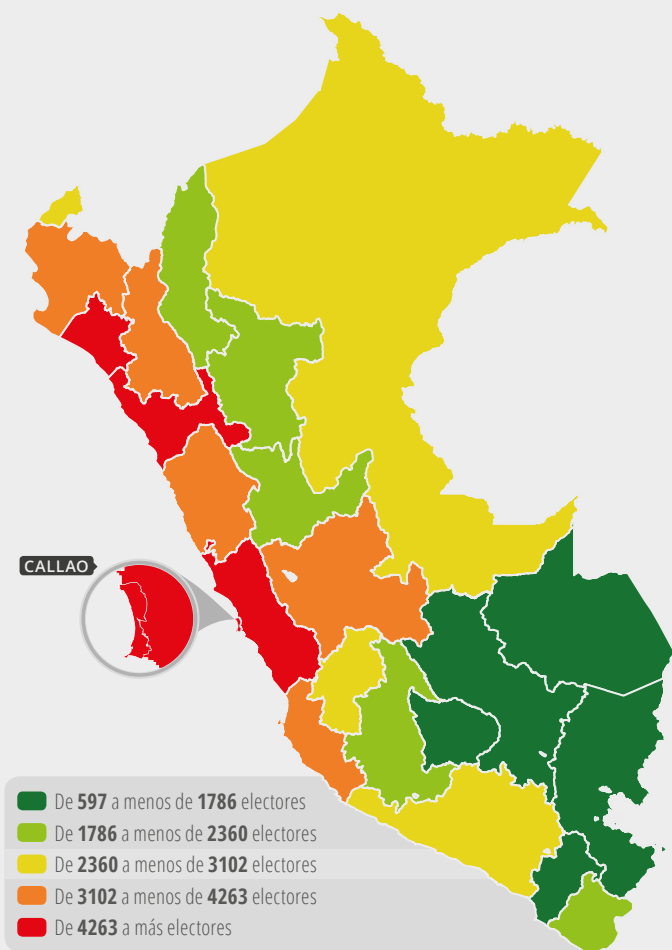 CALLAO
De 597 a menos de 1786 electores
De 1786 a menos de 2360 electores
De 2360 a menos de 3102 electores
De 3102 a menos de 4263 electores
De 4263 a más electores